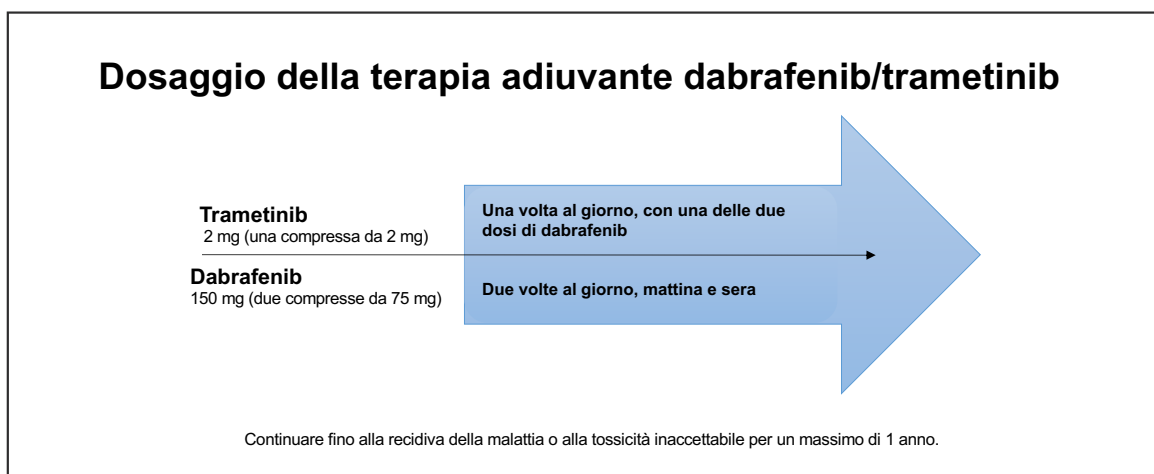 Dosaggio della terapia adiuvante dabrafenib/trametinib
Trametinib
2 mg (una compressa da 2 mg)
Una volta al giorno, con una delle due
dosi di dabrafenib
Dabrafenib
150 mg (due compresse da 75 mg)
Due volte al giorno, mattina e sera
Continuare fino alla recidiva della malattia o alla tossicità inaccettabile per un massimo di 1 anno.